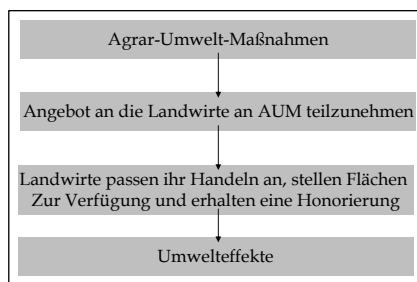 Agrar-Umwelt-Maßnahmen
Angebot an die Landwirte an AUM teilzunehmen
Landwirte passen ihr Handeln an, stellen Flächen
Zur Verfügung und erhalten eine Honorierung
Umwelteffekte